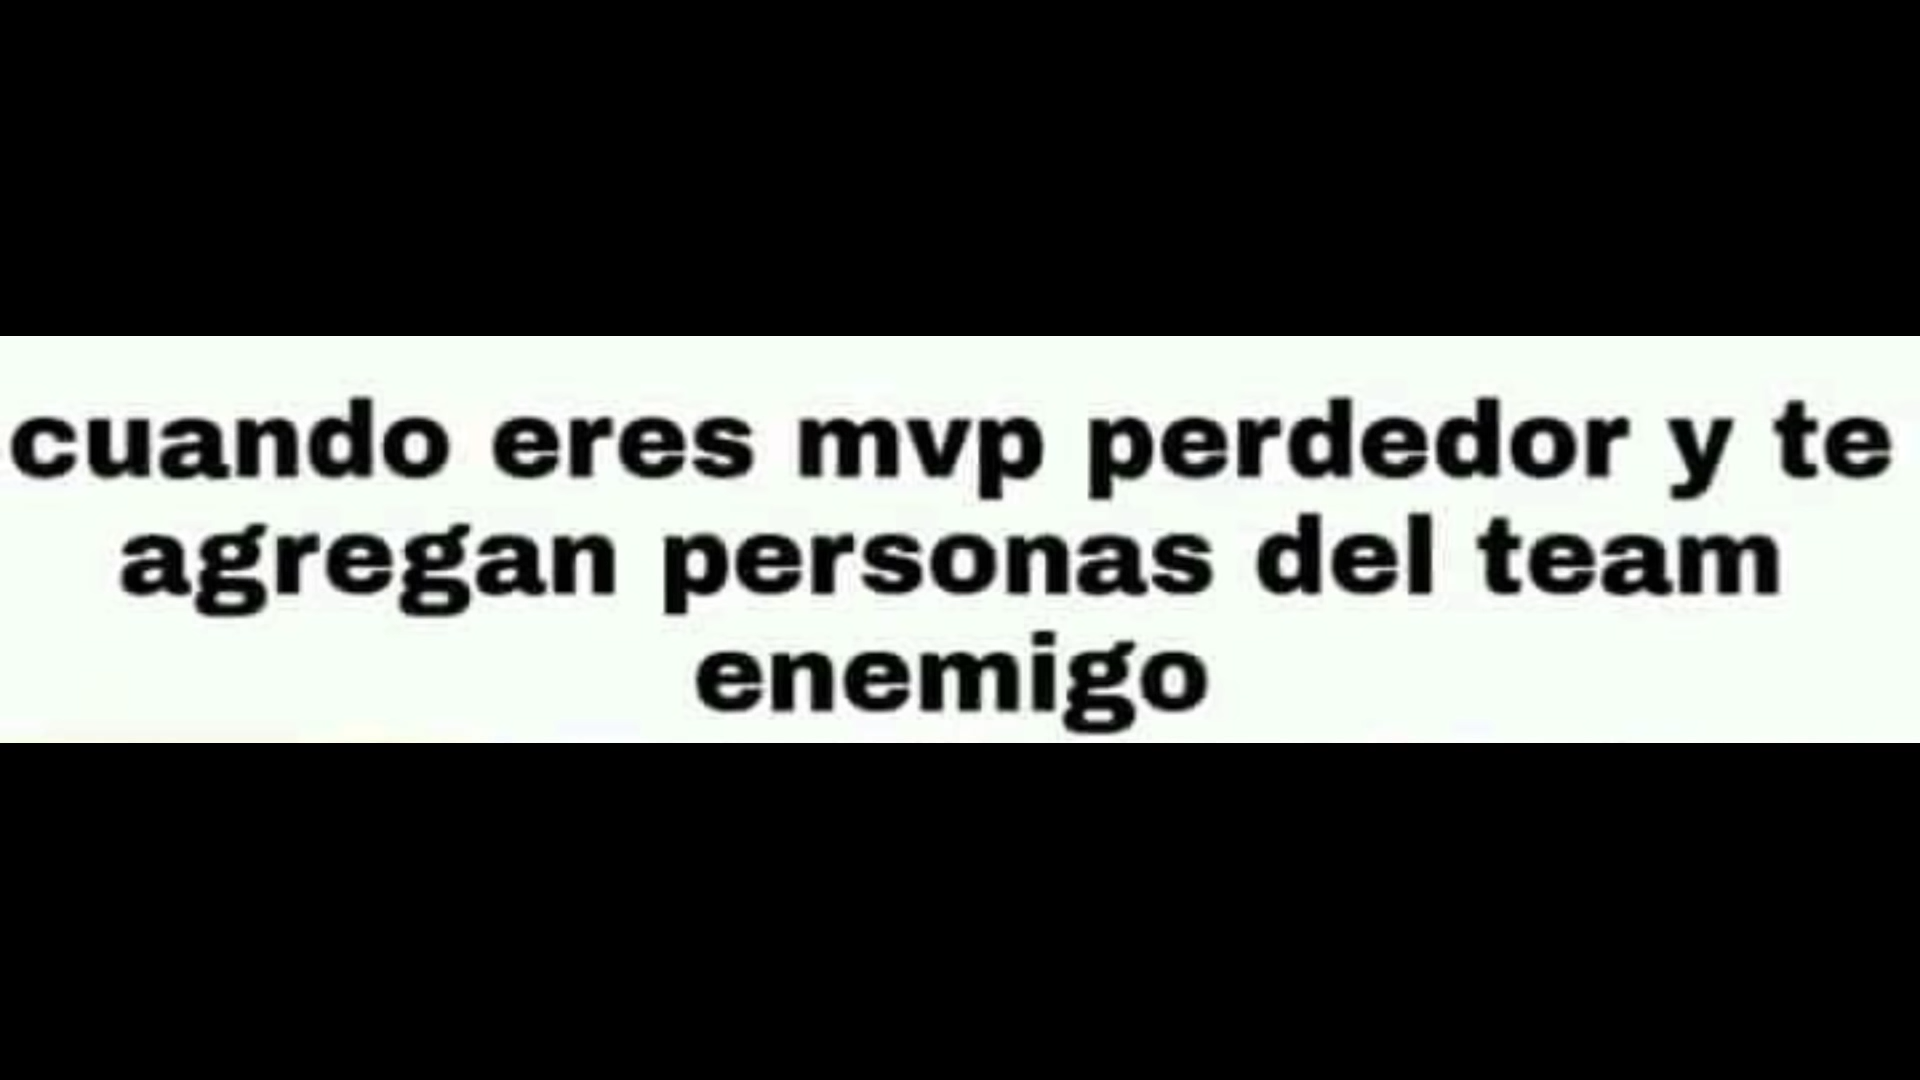 cuando eres mvp perdedor y te
agregan personas del team
enemigo